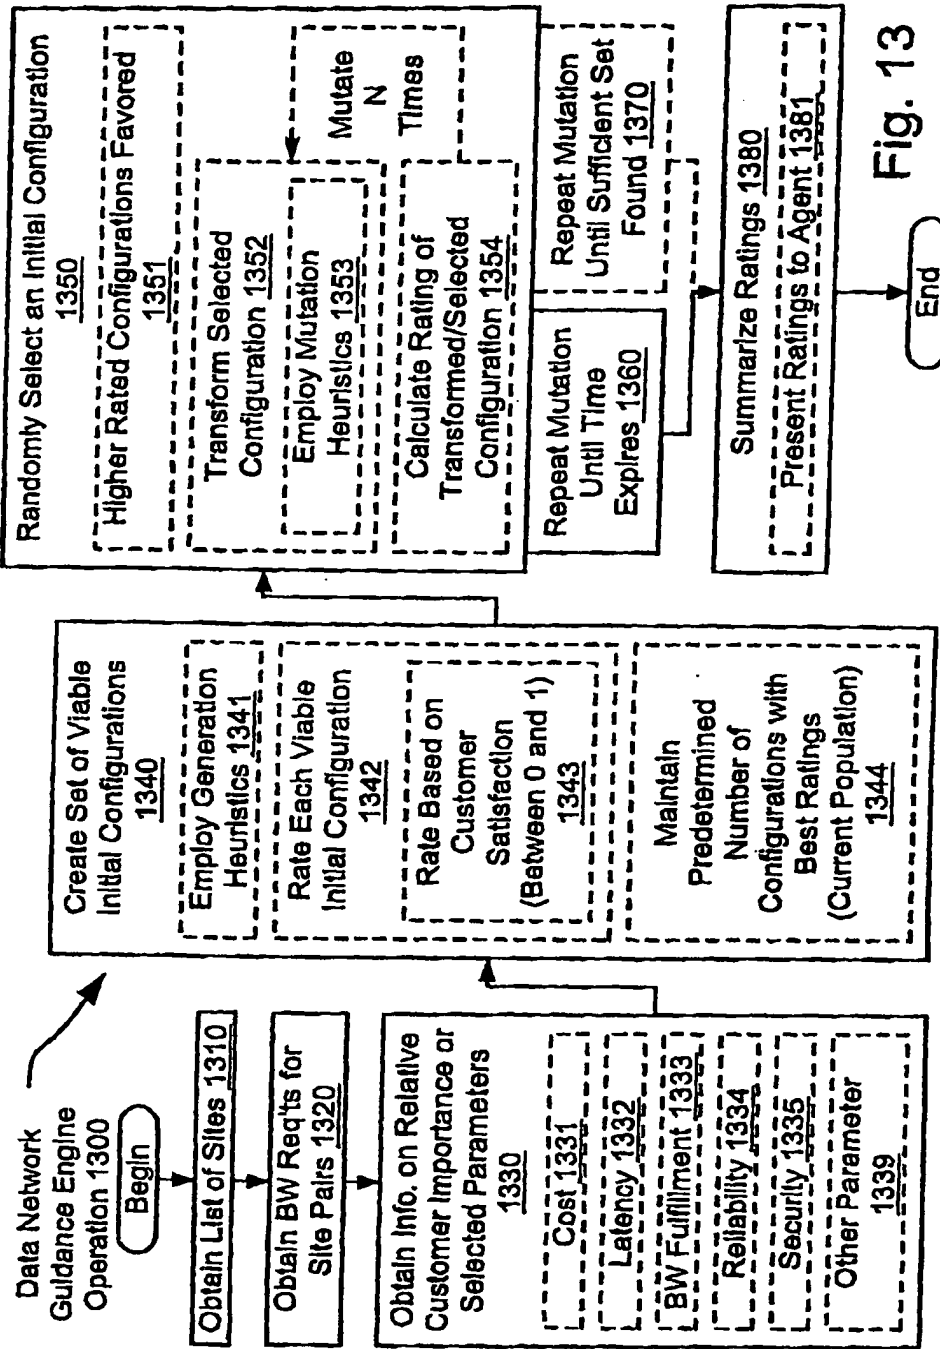 Data Network
Guidance Engine
Operation 1300
Begin
Obtain List of Sites 1310
Obtain BW Req'ts for
Site Pairs 1320
Obtain Info. on Relative
Customer Importance or
Selected Parameters
1330
Cost 1331
Latency 1332
BW Fulfillment 1333
Reliability 1334
Security 1335
Other Parameter
1339
Create Set of Viable
Initial Configurations
1340
Employ Generation
Heuristics 1341
Rate Each Viable
Initial Configuration
1342
Rate Based on
Customer
Satisfaction
(Between 0 and 1)
1343
Maintain
Predetermined
Number of
Configurations with
Best Ratings
(Current Population)
1344
Randomly Select an Initial Configuration
1350
Higher Rated Configurations Favored
1351
Transform Selected
Configuration 1352
Employ Mutation
Heuristics 1353
Mutate
N
Times
Calculate Rating of
Transformed/Selected
Configuration 1354
Repeat Mutation
Until Time
Expires 1360
Repeat Mutation
Until Sufficient Set
Found 1370
Summarize Ratings 1380
Present Ratings to Agent 1381
End
Fig. 13